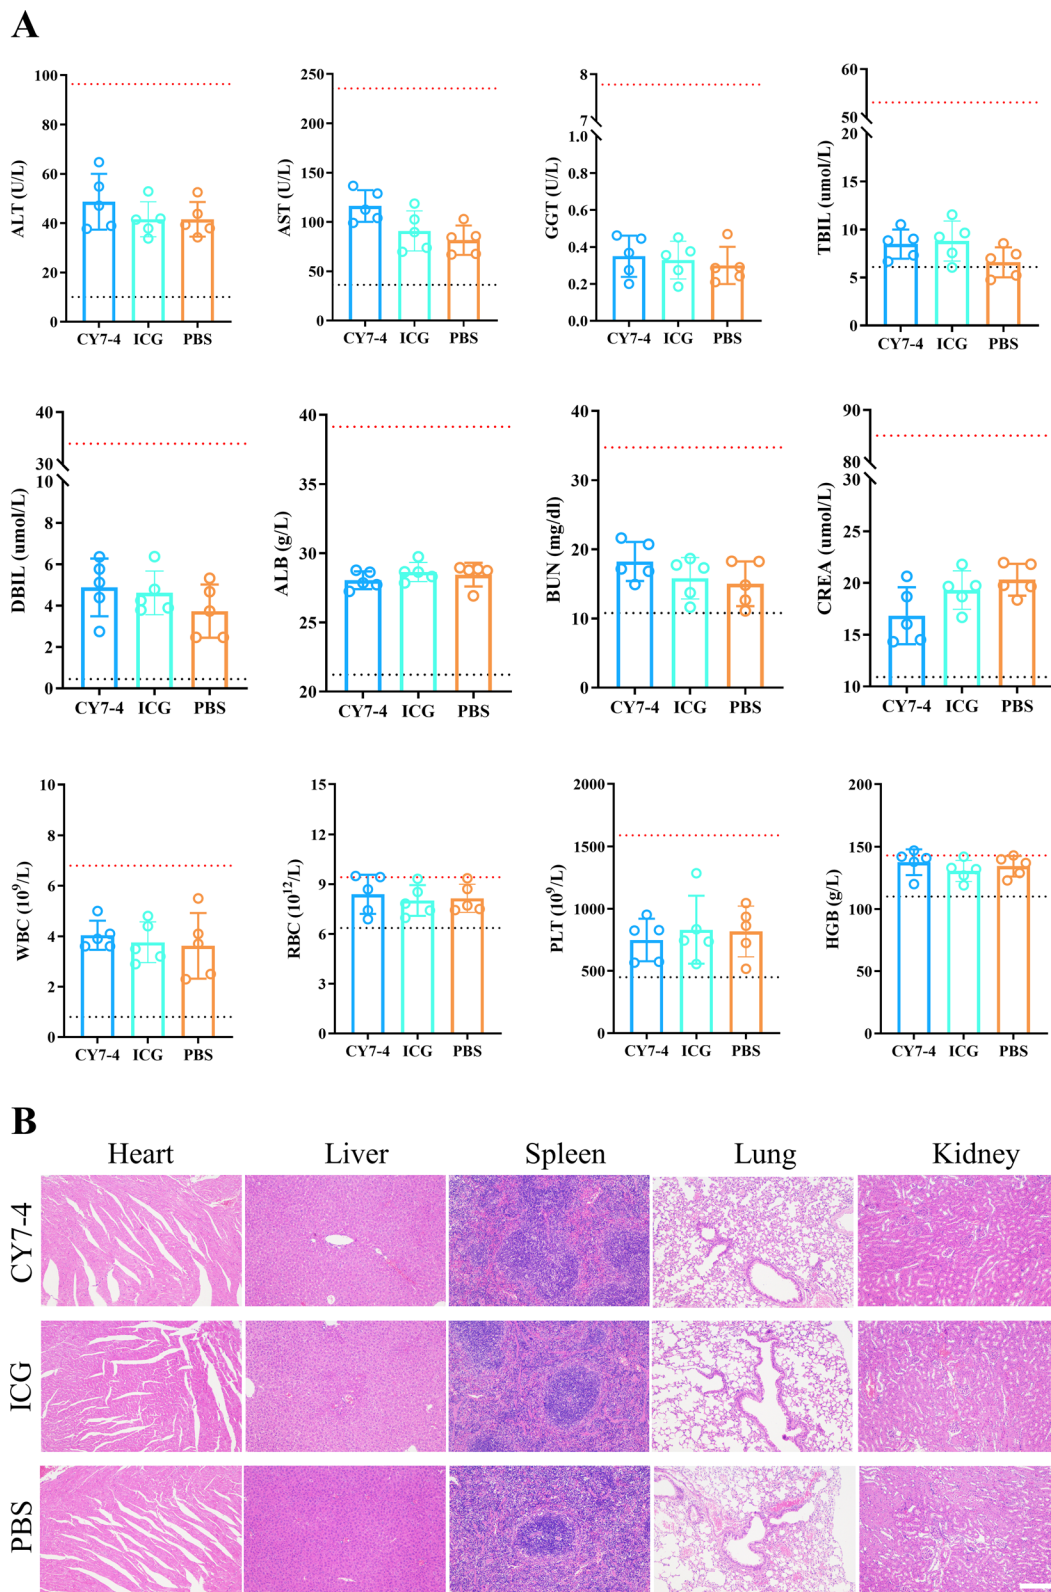 A
ALT (U/L)
100
80
60
40
20
0
CY7-4 ICG PBS
AST (U/L)
250
200
150
100
50
0
CY7-4 ICG PBS
GGT (U/L)
8
7
1.0
0.8
0.6
0.4
0.2
0.0
CY7-4 ICG PBS
TBIL (umol/L)
60
50
20
15
10
5
0
CY7-4 ICG PBS
DBIL (umol/L)
40
30
10
8
6
4
2
0
CY7-4 ICG PBS
ALB (g/L)
40
35
30
25
20
CY7-4 ICG PBS
BUN (mg/dl)
40
30
20
10
0
CY7-4 ICG PBS
CREA (umol/L)
90
80
30
25
20
15
10
CY7-4 ICG PBS
WBC (10⁹/L)
10
8
6
4
2
0
CY7-4 ICG PBS
RBC (10¹²/L)
15
12
9
6
3
0
CY7-4 ICG PBS
PLT (10⁹/L)
2000
1500
1000
500
0
CY7-4 ICG PBS
HGB (g/L)
200
150
100
50
0
CY7-4 ICG PBS
B
Heart Liver Spleen Lung Kidney
CY7-4
ICG
PBS